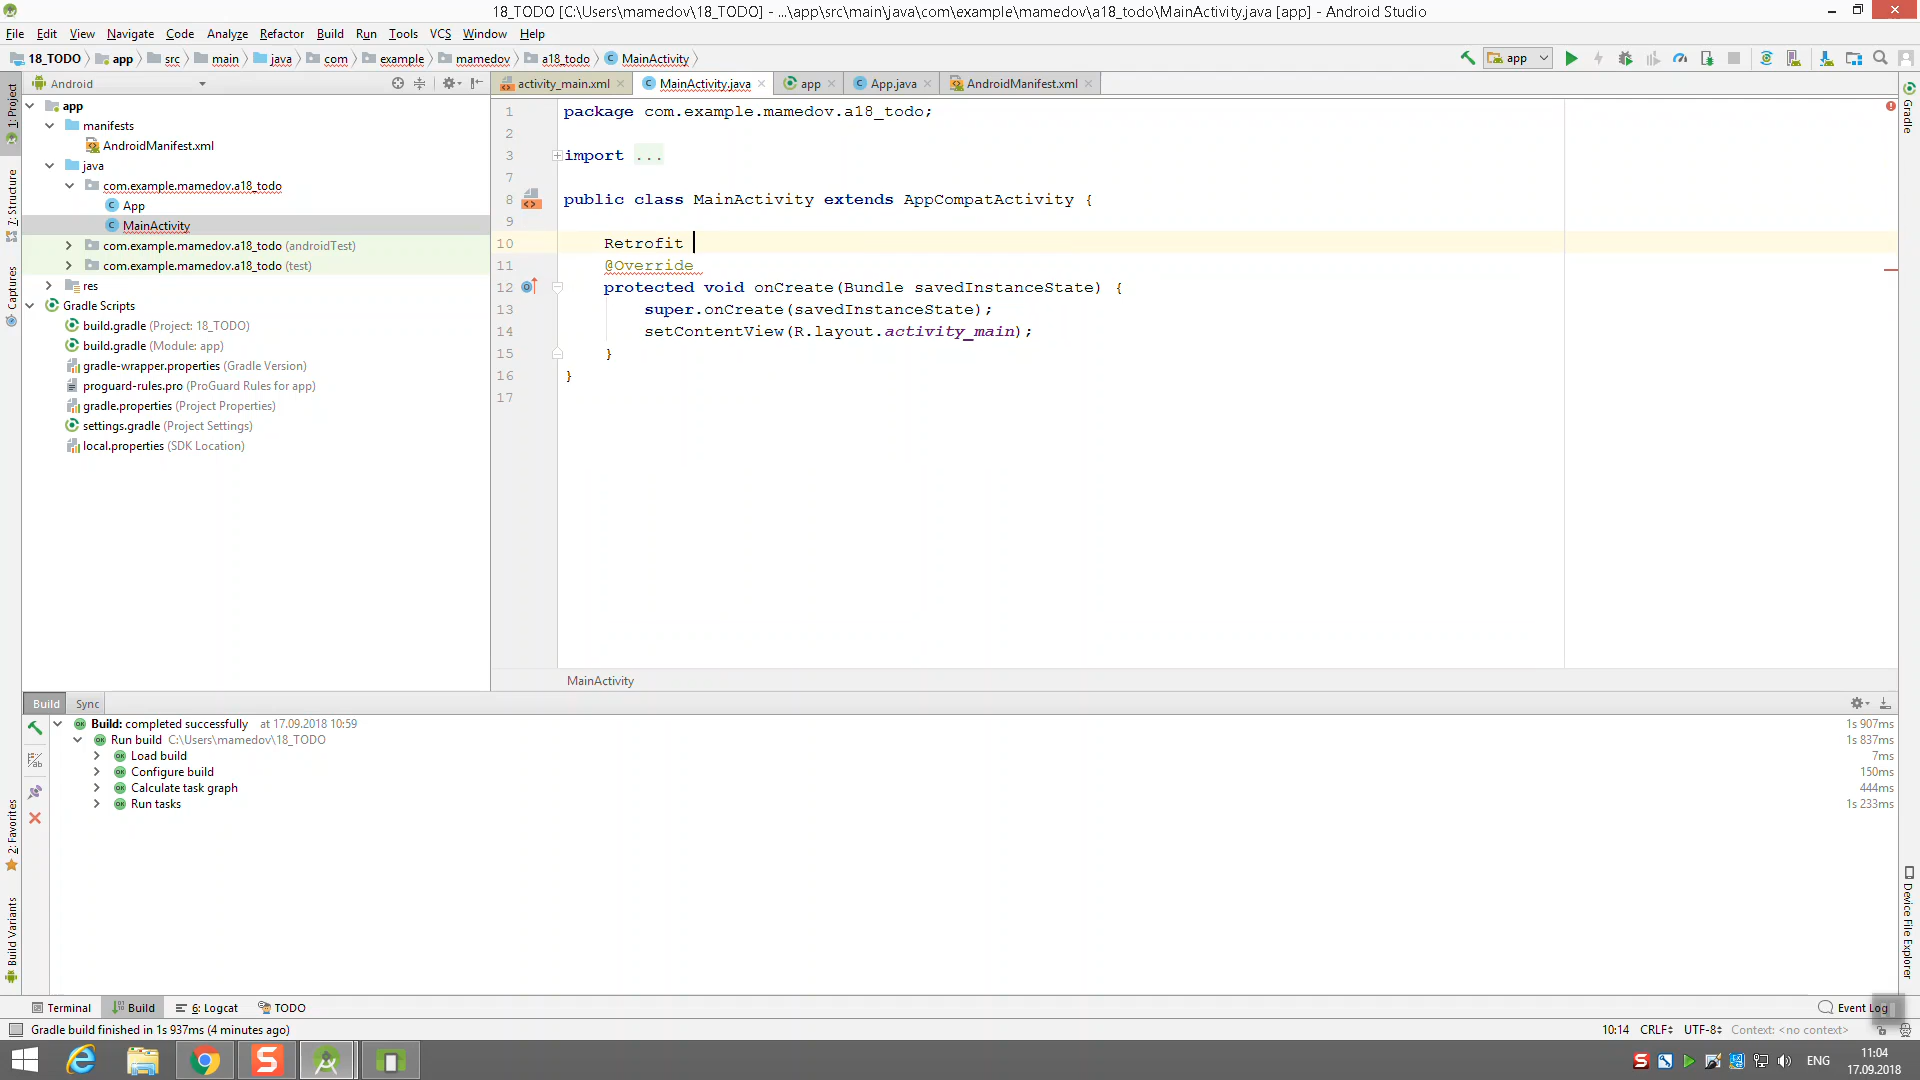 18_TODO [C:\Users\mamedov\18_TODO] - ...\app\src\main\java\com\example\mamedov\a18_todo\MainActivity.java [app] - Android Studio
File Edit View Navigate Code Analyze Refactor Build Run Tools VCS Window Help
18_TODO app src main java com example mamedov a18_todo MainActivity app
Android activity_main.xml MainActivity.java app App.java AndroidManifest.xml
1: Project
7: Structure
Captures
2: Favorites
Build Variants
Gradle
Device File Explorer
app
manifests
AndroidManifest.xml
java
com.example.mamedov.a18_todo
App
MainActivity
com.example.mamedov.a18_todo (androidTest)
com.example.mamedov.a18_todo (test)
res
Gradle Scripts
build.gradle (Project: 18_TODO)
build.gradle (Module: app)
gradle-wrapper.properties (Gradle Version)
proguard-rules.pro (ProGuard Rules for app)
gradle.properties (Project Properties)
settings.gradle (Project Settings)
local.properties (SDK Location)
1 package com.example.mamedov.a18_todo;
2
3 import ...
7
8 public class MainActivity extends AppCompatActivity {
9
10 Retrofit
11 @Override
12 protected void onCreate(Bundle savedInstanceState) {
13 super.onCreate(savedInstanceState);
14 setContentView(R.layout.activity_main);
15 }
16 }
17
MainActivity
Build Sync
Build: completed successfully at 17.09.2018 10:59 1s 907ms
Run build C:\Users\mamedov\18_TODO 1s 837ms
Load build 7ms
Configure build 150ms
Calculate task graph 444ms
Run tasks 1s 233ms
Terminal Build 6: Logcat TODO Event Log
Gradle build finished in 1s 937ms (4 minutes ago) 10:14 CRLF UTF-8 Context: <no context>
ENG 11:04
17.09.2018